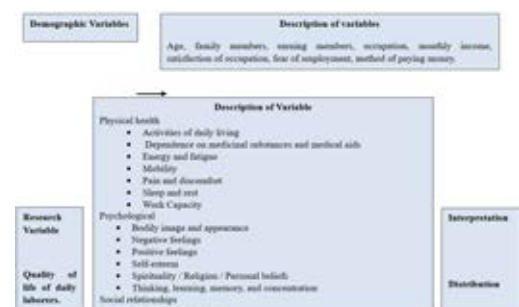 Demographic Variables
Description of variables
Age, family members, earning members, occupation, monthly income,
satisfaction of occupation, fear of employment, method of paying money.
Description of Variable
Physical health
• Activities of daily living
• Dependence on medicinal substances and medical aids
• Energy and fatigue
• Mobility
• Pain and discomfort
• Sleep and rest
• Work Capacity
Psychological
• Bodily image and appearance
• Negative feelings
• Positive feelings
• Self-esteem
• Spirituality / Religion / Personal beliefs
• Thinking, learning, memory, and concentration
Social relationships
Research
Variable
Quality of
life of daily
laborers.
Interpretation
Distribution